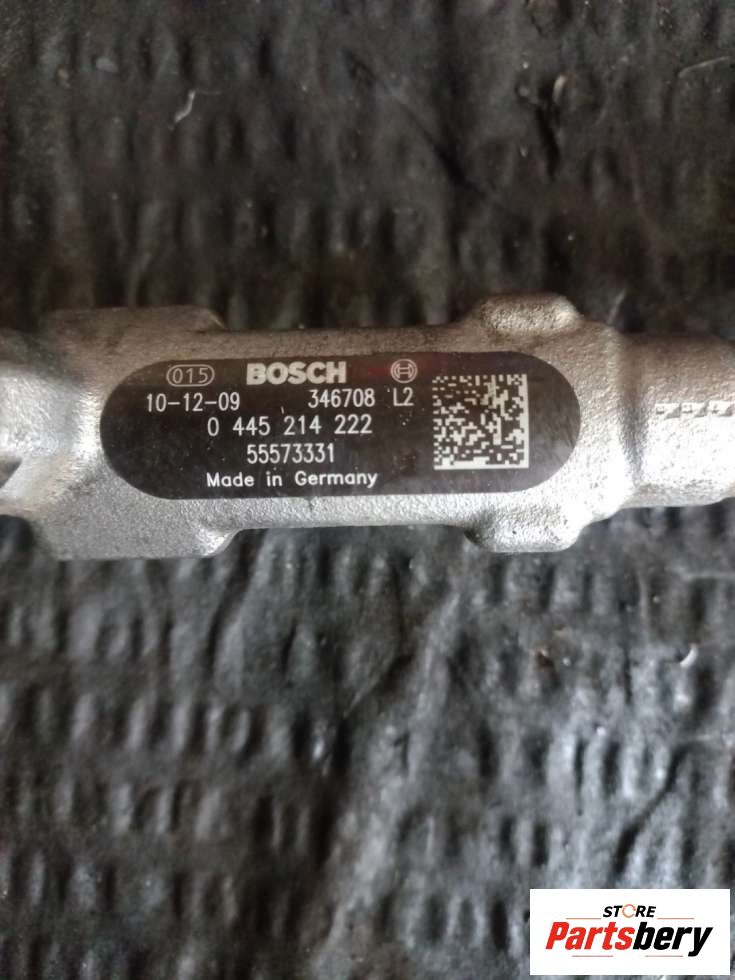 015 BOSCH
10-12-09 346708 L2
0 445 214 222
55573331
Made in Germany
STORE
Partsbery